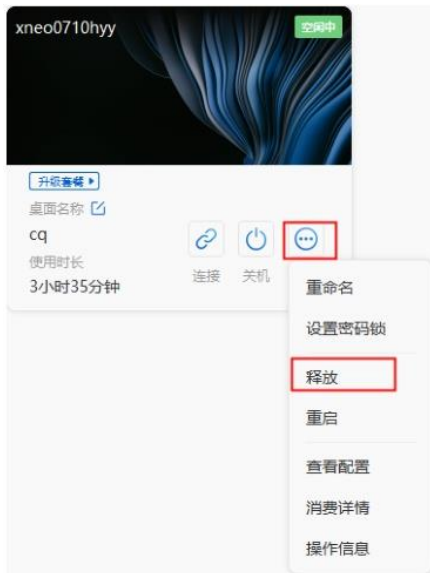 xneo0710hyy
空闲中
升级套餐
桌面名称
cq
使用时长
3小时35分钟
连接
关机
重命名
设置密码锁
释放
重启
查看配置
消费详情
操作信息